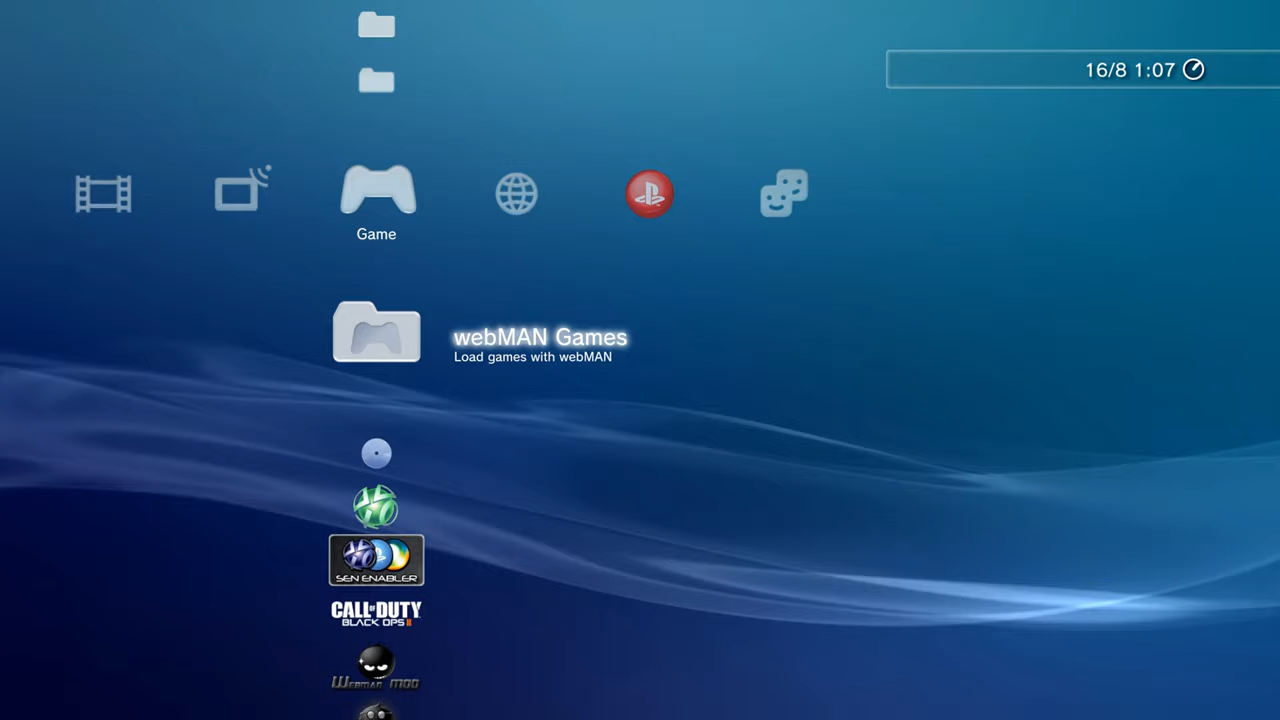 16/8 1:07
Game
webMAN Games
Load games with webMAN
SEN ENABLER
CALL OF DUTY
BLACK OPS II
Webman MOD